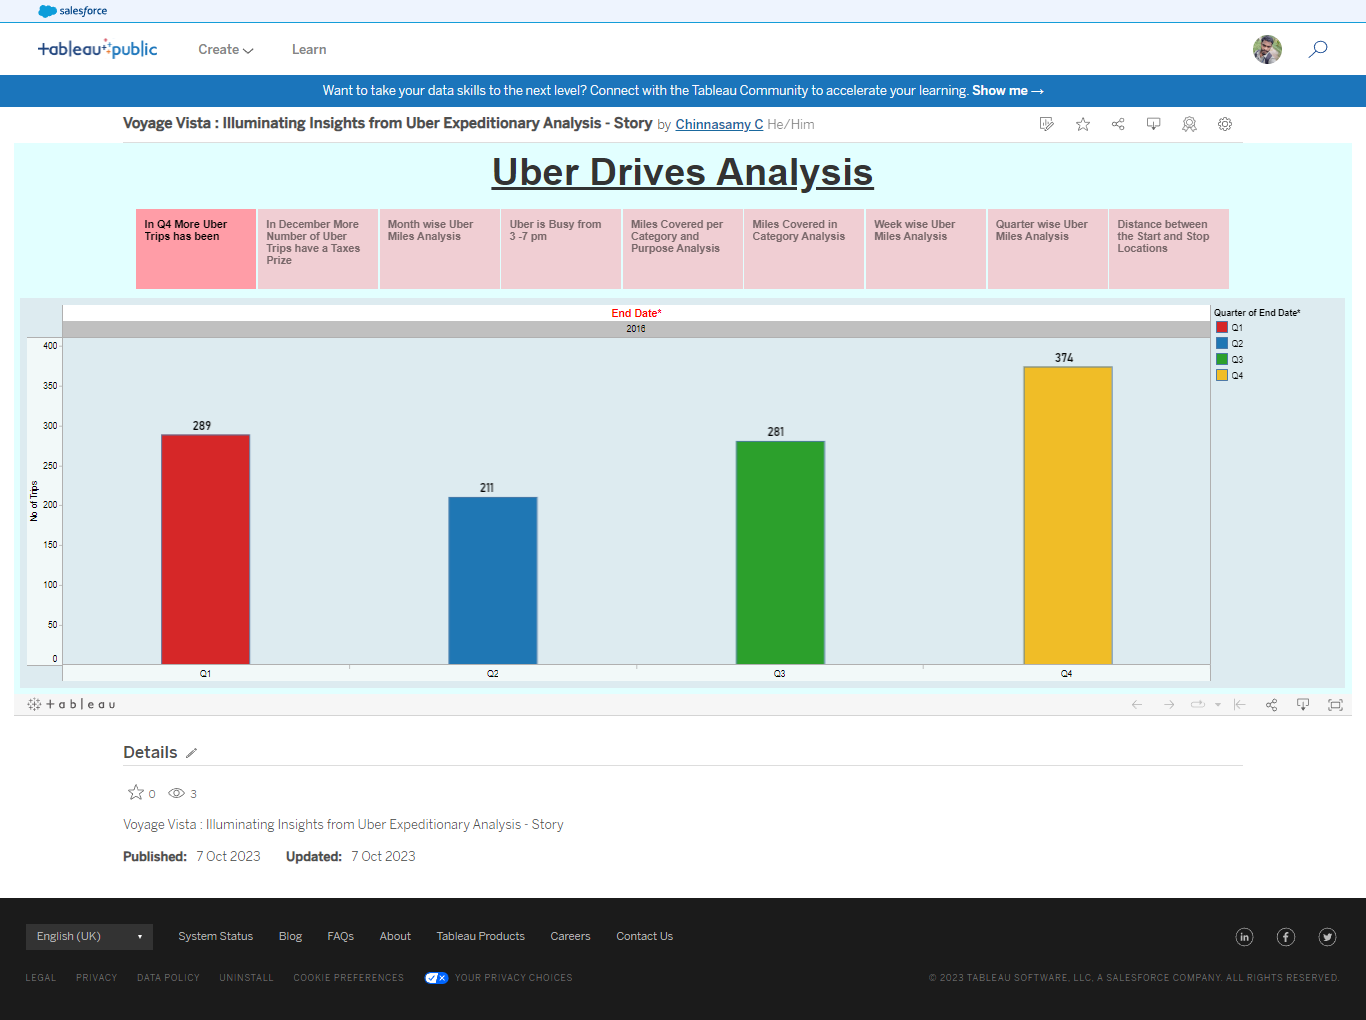 salesforce
+ableau public
Create
Learn
Want to take your data skills to the next level? Connect with the Tableau Community to accelerate your learning. Show me →
Voyage Vista : Illuminating Insights from Uber Expeditionary Analysis - Story by Chinnasamy C He/Him
Uber Drives Analysis
In Q4 More Uber
Trips has been
In December More
Number of Uber
Trips have a Taxes
Prize
Month wise Uber
Miles Analysis
Uber is Busy from
3 -7 pm
Miles Covered per
Category and
Purpose Analysis
Miles Covered in
Category Analysis
Week wise Uber
Miles Analysis
Quarter wise Uber
Miles Analysis
Distance between
the Start and Stop
Locations
End Date*
2016
Quarter of End Date*
Q1
Q2
Q3
Q4
No of Trips
400
350
300
250
200
150
100
50
0
289
211
281
374
Q1
Q2
Q3
Q4
+ableau
Details
0
3
Voyage Vista : Illuminating Insights from Uber Expeditionary Analysis - Story
Published: 7 Oct 2023 Updated: 7 Oct 2023
English (UK)
System Status
Blog
FAQs
About
Tableau Products
Careers
Contact Us
LEGAL
PRIVACY
DATA POLICY
UNINSTALL
COOKIE PREFERENCES
YOUR PRIVACY CHOICES
© 2023 TABLEAU SOFTWARE, LLC, A SALESFORCE COMPANY. ALL RIGHTS RESERVED.